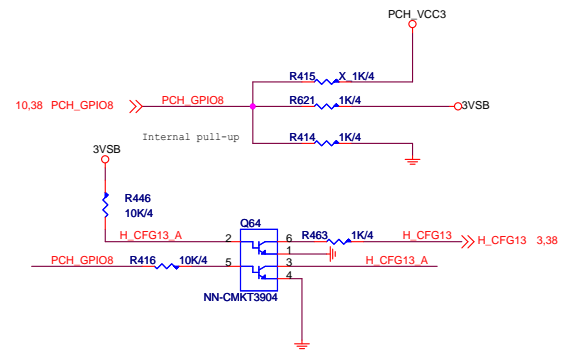 PCH_VCC3
R415 X_1K/4
10,38 PCH_GPIO8 PCH_GPIO8 R621 1K/4 3VSB
Internal pull-up R414 1K/4
3VSB
R446
10K/4
Q64
H_CFG13_A 2 6 R463 1K/4 H_CFG13 H_CFG13 3,38
1
PCH_GPIO8 R416 10K/4 5 3 H_CFG13_A
4
NN-CMKT3904